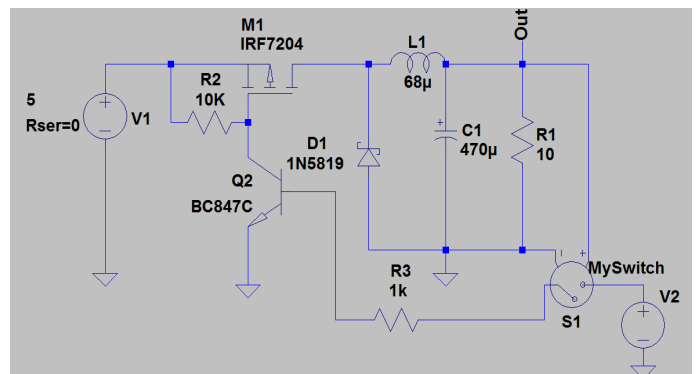 M1
IRF7204
Out
L1
68µ
R2
10K
5
Rser=0
V1
+
C1
470µ
R1
10
D1
1N5819
Q2
BC847C
R3
1k
MySwitch
S1
V2